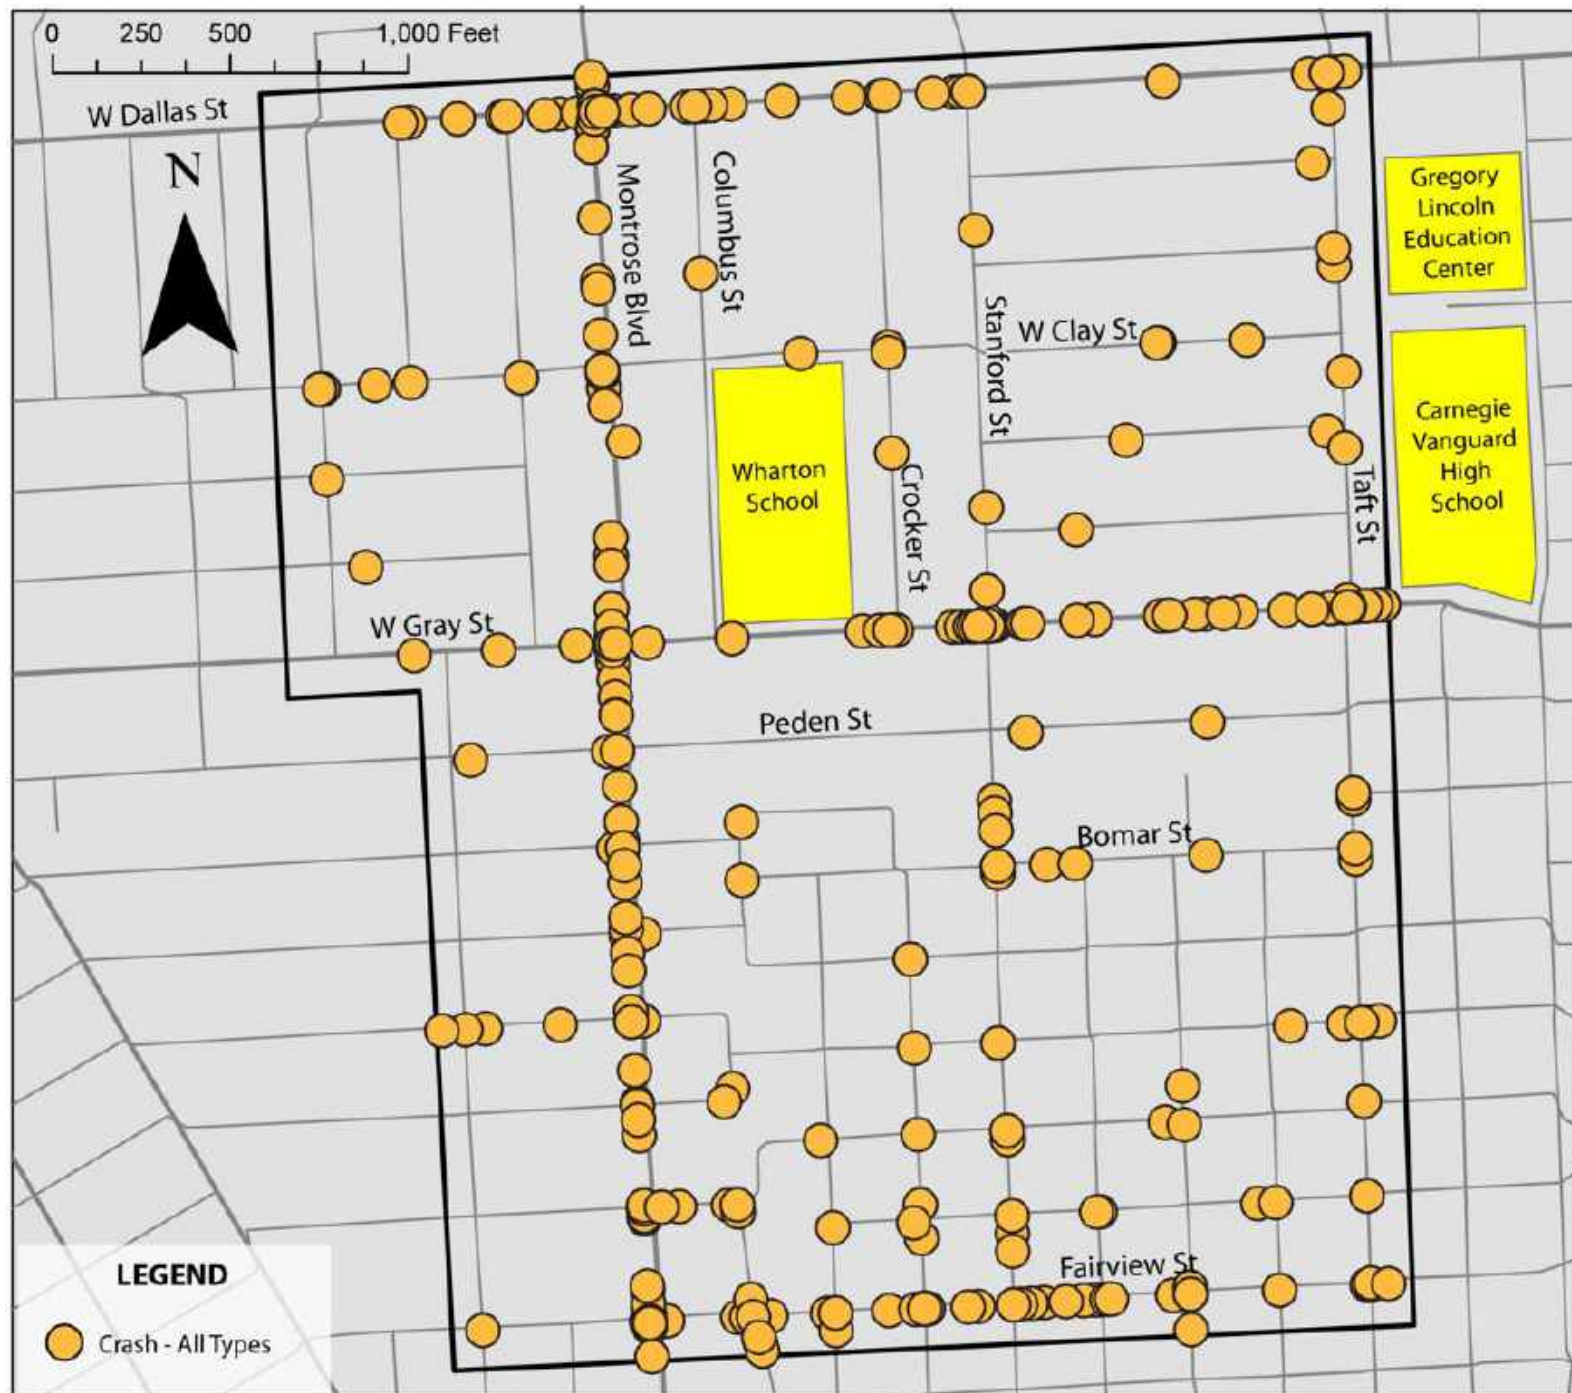 0 250 500 1,000 Feet
W Dallas St
N
Montrose Blvd
Columbus St
Gregory
Lincoln
Education
Center
Stanford St
W Clay St
Wharton
School
Crocker St
Carnegie
Vanguard
High
School
Taft St
W Gray St
Peden St
Bomar St
Fairview St
LEGEND
Crash - All Types